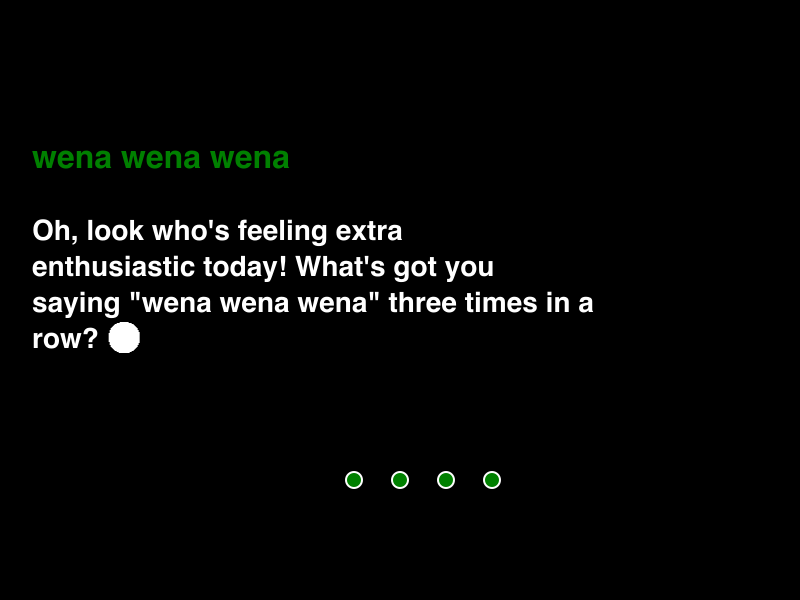 wena wena wena
Oh, look who's feeling extra
enthusiastic today! What's got you
saying "wena wena wena" three times in a
row?